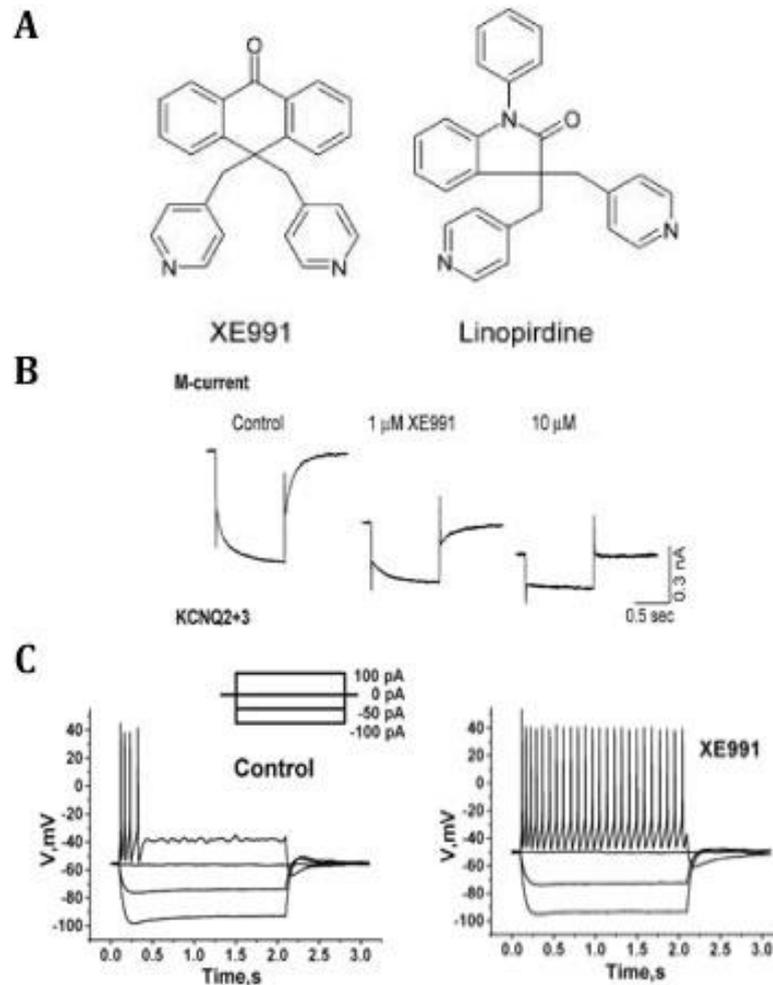 A
O
N
N
XE991
N
O
N
N
Linopirdine
B
M-current
Control
1 µM XE991
10 µM
0.3 nA
0.5 sec
KCNQ2+3
C
100 pA
0 pA
-50 pA
-100 pA
Control
40
20
0
-20
-40
-60
-80
-100
V,mV
0.0 0.5 1.0 1.5 2.0 2.5 3.0
Time,s
XE991
40
20
0
-20
-40
-60
-80
-100
V,mV
0.0 0.5 1.0 1.5 2.0 2.5 3.0
Time,s